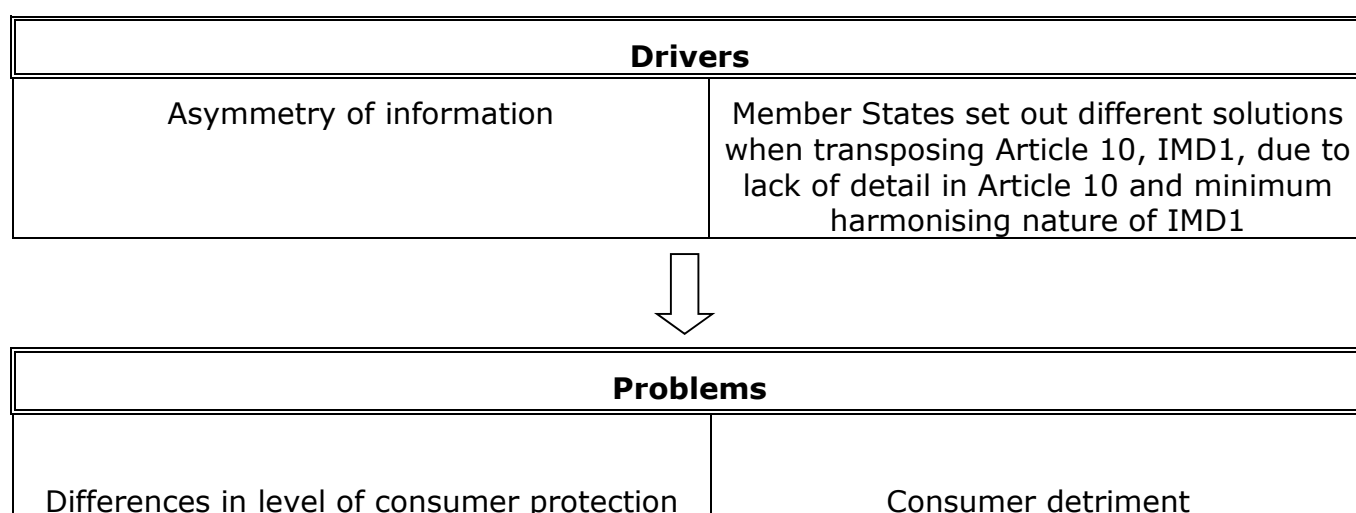 Drivers
Asymmetry of information
Member States set out different solutions
when transposing Article 10, IMD1, due to
lack of detail in Article 10 and minimum
harmonising nature of IMD1
Problems
Differences in level of consumer protection
Consumer detriment